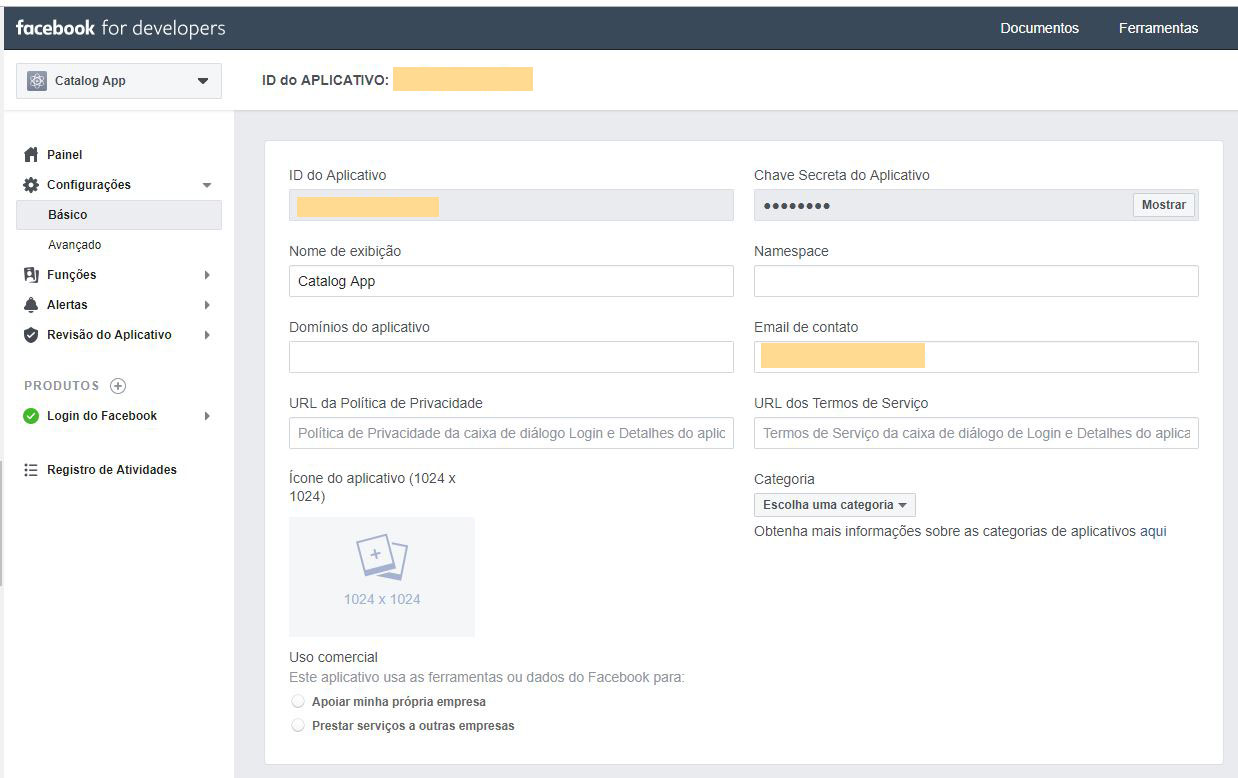 facebook for developers
Documentos
Ferramentas
Catalog App
ID do APLICATIVO:
Painel
Configurações
Básico
Avançado
Funções
Alertas
Revisão do Aplicativo
PRODUTOS
Login do Facebook
Registro de Atividades
ID do Aplicativo
Chave Secreta do Aplicativo
●●●●●●●●
Mostrar
Nome de exibição
Namespace
Catalog App
Domínios do aplicativo
Email de contato
URL da Política de Privacidade
URL dos Termos de Serviço
Política de Privacidade da caixa de diálogo Login e Detalhes do aplic
Termos de Serviço da caixa de diálogo de Login e Detalhes do aplica
Ícone do aplicativo (1024 x
1024)
1024 x 1024
Categoria
Escolha uma categoria
Obtenha mais informações sobre as categorias de aplicativos aqui
Uso comercial
Este aplicativo usa as ferramentas ou dados do Facebook para:
Apoiar minha própria empresa
Prestar serviços a outras empresas